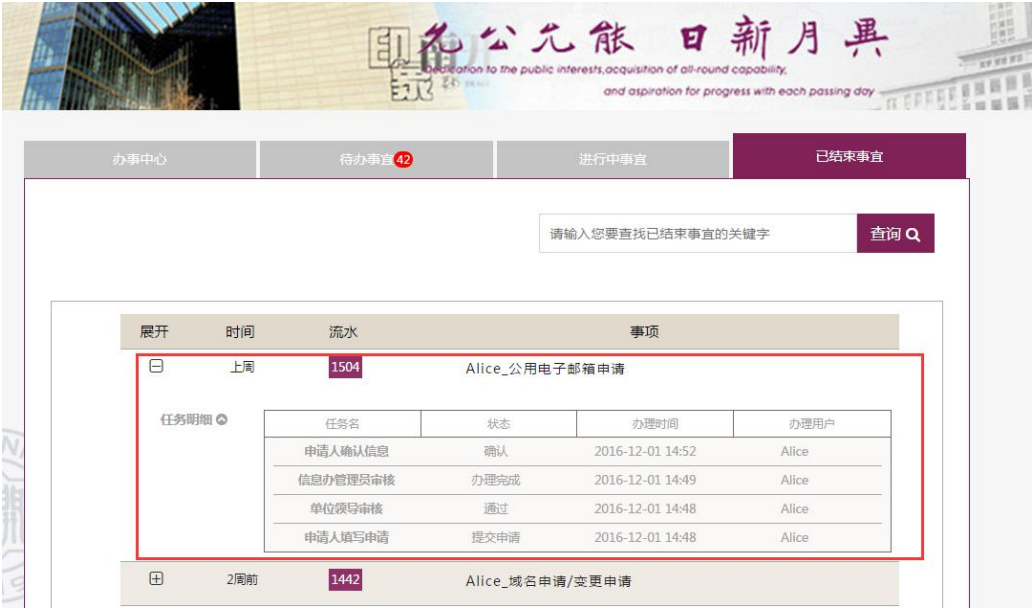 允公允能 日新月異
Dedication to the public interests, acquisition of all-round capability,
and aspiration for progress with each passing day
办事中心 待办事宜 42 进行中事宜 已结束事宜
请输入您要查找已结束事宜的关键字 查询
展开 时间 流水 事项
上周 1504 Alice_公用电子邮箱申请
任务明细
任务名 状态 办理时间 办理用户
申请人确认信息 确认 2016-12-01 14:52 Alice
信息办管理员审核 办理完成 2016-12-01 14:49 Alice
单位领导审核 通过 2016-12-01 14:48 Alice
申请人填写申请 提交申请 2016-12-01 14:48 Alice
2周前 1442 Alice_域名申请/变更申请